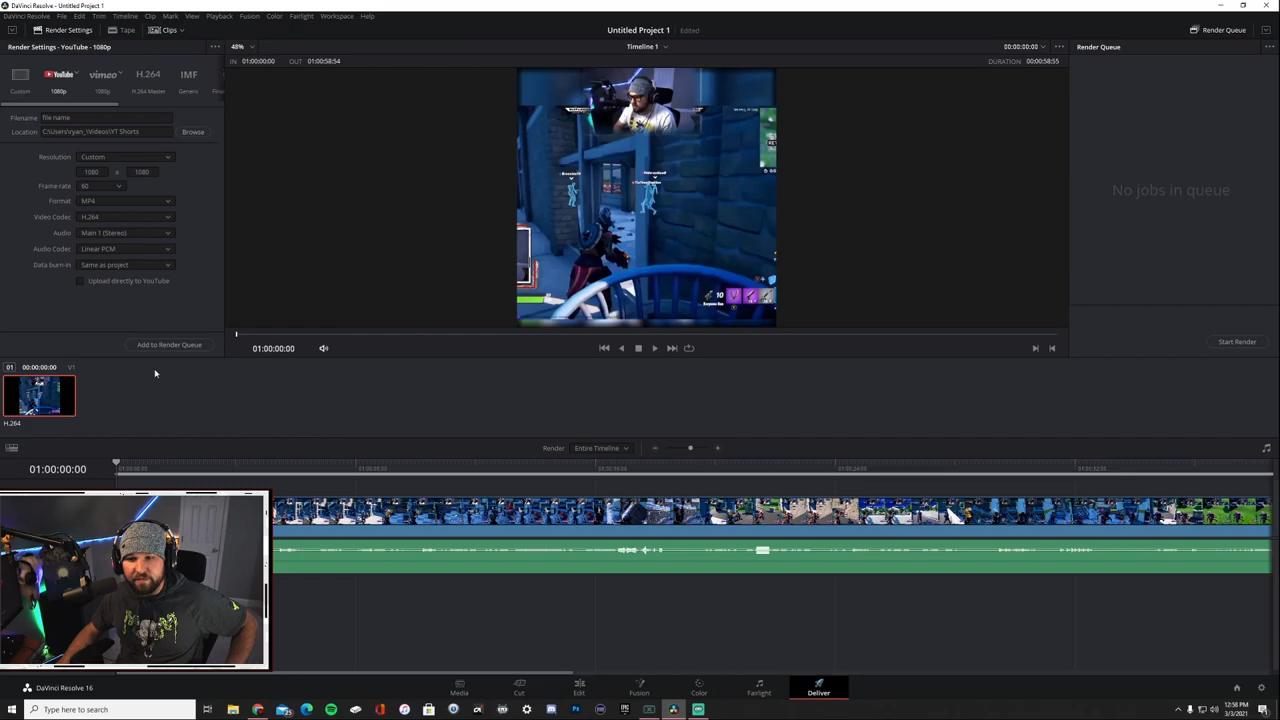 DaVinci Resolve - Untitled Project 1
DaVinci Resolve File Edit Trim Timeline Clip Mark View Playback Fusion Color Fairlight Workspace Help
Render Settings Tape Clips Untitled Project 1 Edited Render Queue
Render Settings - YouTube - 1080p 48% Timeline 1 00:00:00:00 Render Queue
IN 01:00:00:00 OUT 01:00:58:54 DURATION 00:00:58:55
YouTube vimeo H.264 IMF
Custom 1080p 1080p H.264 Master Generic
Filename file name
Location C:\Users\ryan_\Videos\YT Shorts Browse
Resolution Custom
1080 x 1080
Frame rate 60
Format MP4
Video Codec H.264
Audio Main 1 (Stereo)
Audio Codec Linear PCM
Data burn-in Same as project
Upload directly to YouTube
No jobs in queue
10
Add to Render Queue
01:00:00:00
Start Render
01 00:00:00:00 V1
H.264
Render Entire Timeline
01:00:00:00
DaVinci Resolve 16
Media Cut Edit Fusion Color Fairlight Deliver
Type here to search
12:58 PM
3/3/2021